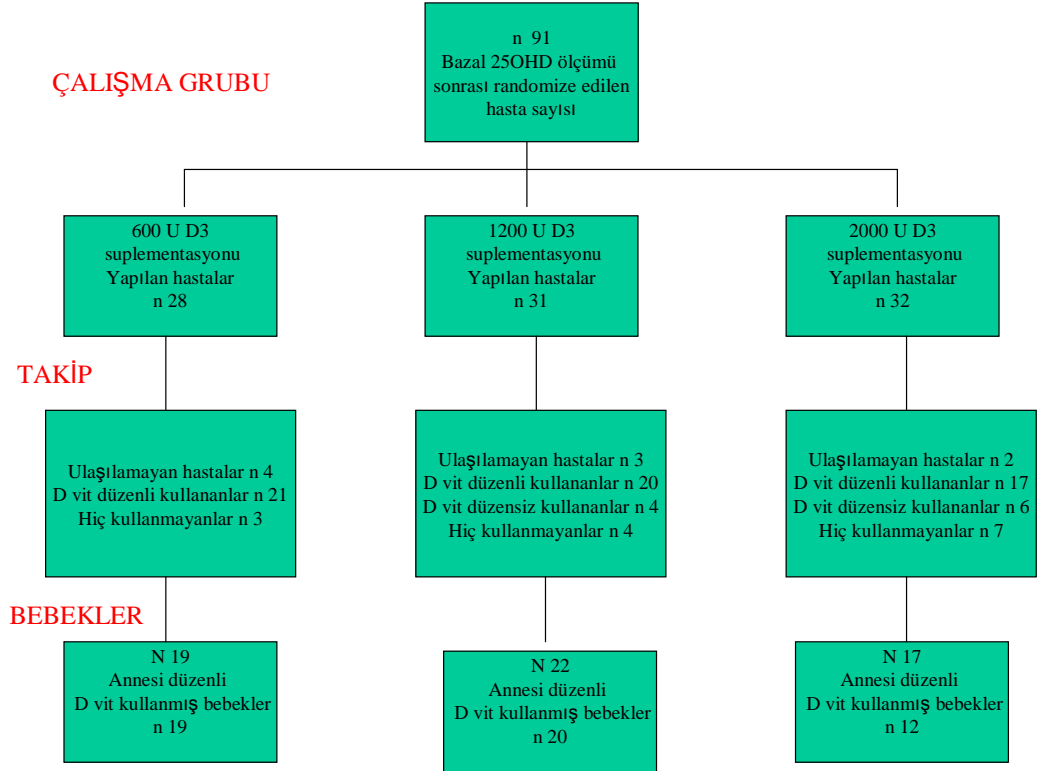 n 91
Bazal 25OHD ölçümü
sonrası randomize edilen
hasta sayısı
ÇALIŞMA GRUBU
600 U D3
suplementasyonu
Yapılan hastalar
n 28
1200 U D3
suplementasyonu
Yapılan hastalar
n 31
2000 U D3
suplementasyonu
Yapılan hastalar
n 32
TAKİP
Ulaşılamayan hastalar n 4
D vit düzenli kullananlar n 21
Hiç kullanmayanlar n 3
Ulaşılamayan hastalar n 3
D vit düzenli kullananlar n 20
D vit düzensiz kullananlar n 4
Hiç kullanmayanlar n 4
Ulaşılamayan hastalar n 2
D vit düzenli kullananlar n 17
D vit düzensiz kullananlar n 6
Hiç kullanmayanlar n 7
BEBEKLER
N 19
Annesi düzenli
D vit kullanmış bebekler
n 19
N 22
Annesi düzenli
D vit kullanmış bebekler
n 20
N 17
Annesi düzenli
D vit kullanmış bebekler
n 12